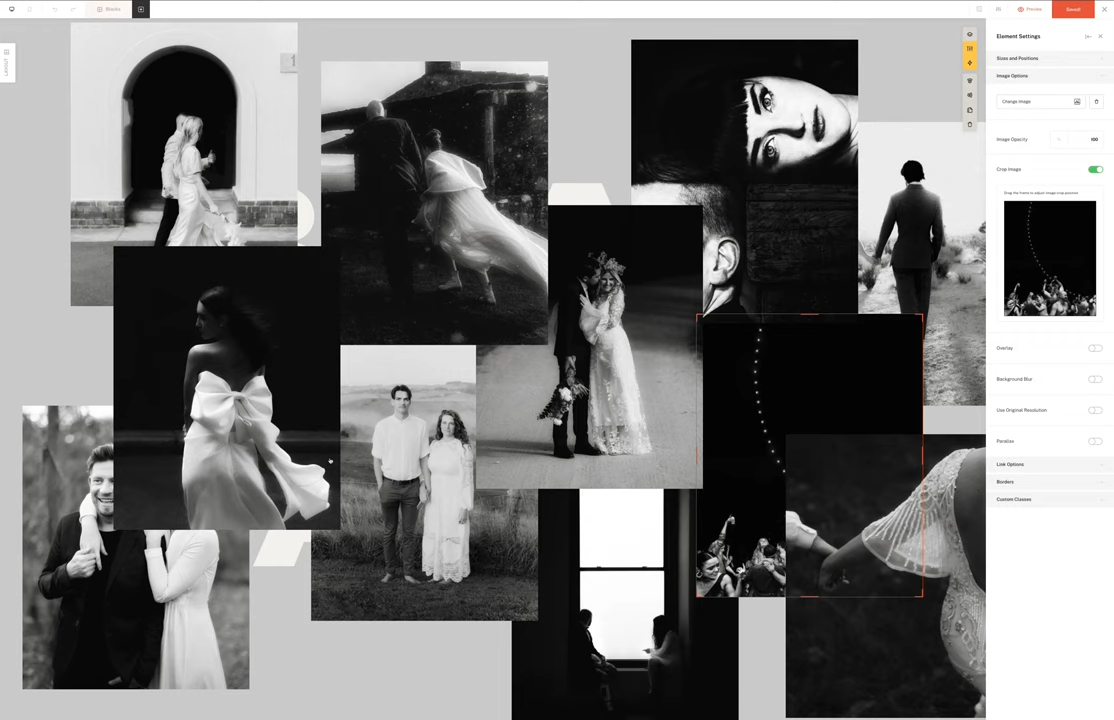 Blocks
Preview
Saved!
LAYOUT
1
Element Settings
Sizes and Positions
Image Options
Change image
Image Opacity
%
100
Crop Image
Drag the frame to adjust image crop position
Overlay
Background Blur
Use Original Resolution
Parallax
Link Options
Borders
Custom Classes